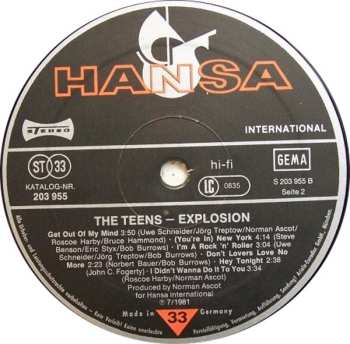 HANSA
STEREO
INTERNATIONAL
ST 33
hi-fi
GEMA
KATALOG-NR.
203 955
LC 0835
S 203 955 B
Seite 2
THE TEENS – EXPLOSION
Get Out Of My Mind 3:50 (Uwe Schneider/Jörg Treptow/Norman Ascot/
Roscoe Harby/Bruce Hammond) · (You're In) New York 4:14 (Steve
Benson/Eric Styx/Bob Burrows) · I'm A Rock 'n' Roller 3:04 (Uwe
Schneider/Jörg Treptow/Bob Burrows) · Don't Lovers Love No
More 2:23 (Norbert Bauer/Bob Burrows) · Hey Tonight 2:38
(John C. Fogerty) · I Didn't Wanna Do It To You 3:34
(Roscoe Harby/Norman Ascot)
Produced by Norman Ascot
for Hansa International
℗ 7/1981
Made in 33 Germany